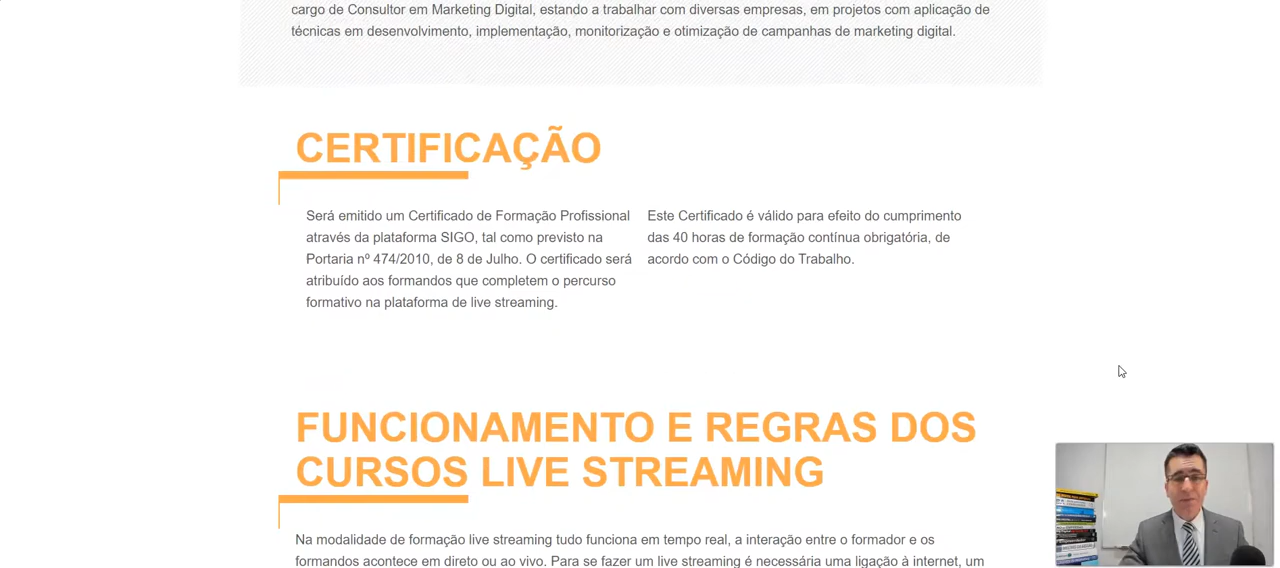 cargo de Consultor em Marketing Digital, estando a trabalhar com diversas empresas, em projetos com aplicação de
técnicas em desenvolvimento, implementação, monitorização e otimização de campanhas de marketing digital.
CERTIFICAÇÃO
Será emitido um Certificado de Formação Profissional
através da plataforma SIGO, tal como previsto na
Portaria nº 474/2010, de 8 de Julho. O certificado será
atribuído aos formandos que completem o percurso
formativo na plataforma de live streaming.
Este Certificado é válido para efeito do cumprimento
das 40 horas de formação contínua obrigatória, de
acordo com o Código do Trabalho.
FUNCIONAMENTO E REGRAS DOS
CURSOS LIVE STREAMING
Na modalidade de formação live streaming tudo funciona em tempo real, a interação entre o formador e os
formandos acontece em direto ou ao vivo. Para se fazer um live streaming é necessária uma ligação à internet, um